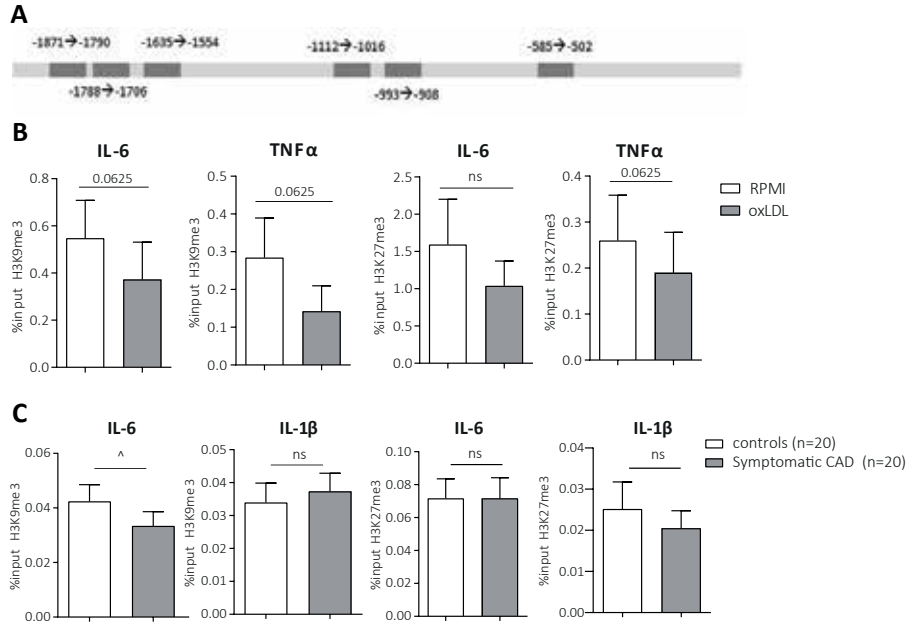 A
-1871→-1790
-1635→-1554
-1112→-1016
-585→-502
-1788→-1706
-993→-908
B
IL-6
TNFα
IL-6
TNFα
%input H3K9me3
0.8
0.6
0.4
0.2
0.0
0.0625
%input H3K9me3
0.5
0.4
0.3
0.2
0.1
0.0
0.0625
%input H3K27me3
2.5
2.0
1.5
1.0
0.5
0.0
ns
%input H3K27me3
0.4
0.3
0.2
0.1
0.0
0.0625
RPMI
oxLDL
C
IL-6
IL-1β
IL-6
IL-1β
%input H3K9me3
0.06
0.04
0.02
0.00
^
%input H3K9me3
0.05
0.04
0.03
0.02
0.01
0.00
ns
%input H3K27me3
0.10
0.08
0.06
0.04
0.02
0.00
ns
%input H3K27me3
0.04
0.03
0.02
0.01
0.00
ns
controls (n=20)
Symptomatic CAD (n=20)